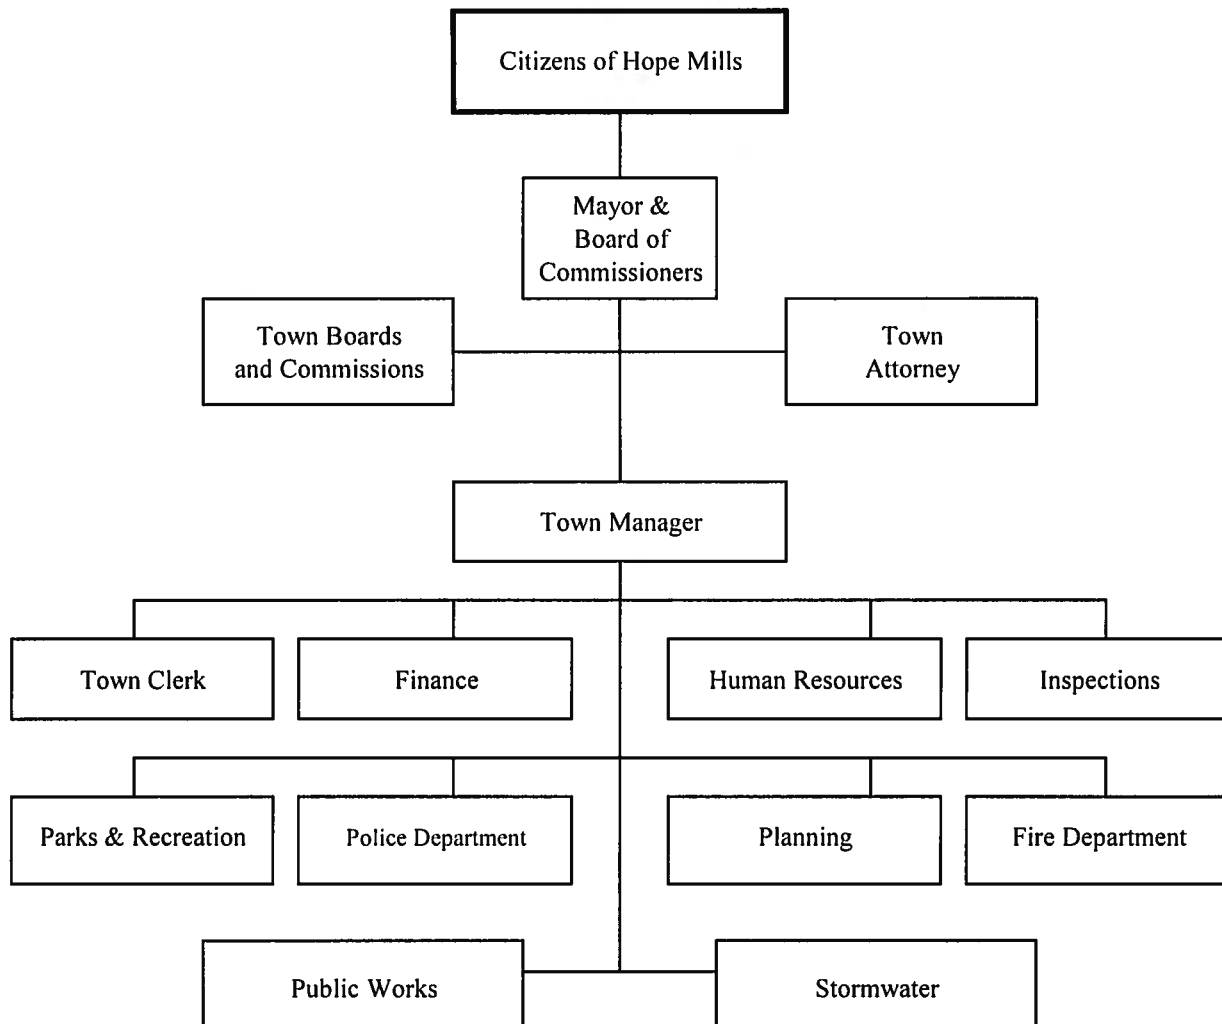 Citizens of Hope Mills
Mayor &
Board of
Commissioners
Town Boards
and Commissions
Town
Attorney
Town Manager
Town Clerk
Finance
Human Resources
Inspections
Parks & Recreation
Police Department
Planning
Fire Department
Public Works
Stormwater